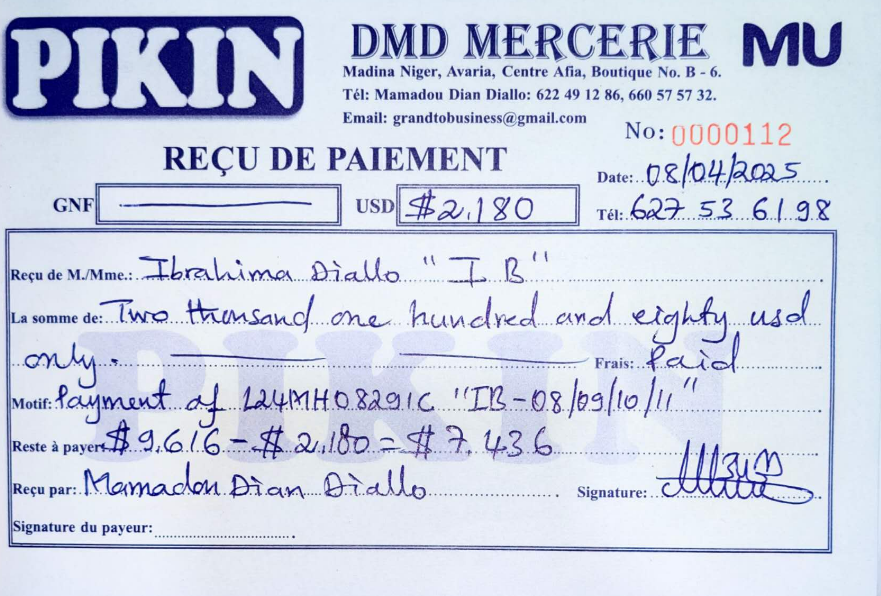 PIKIN
DMD MERCERIE
MU
Madina Niger, Avaria, Centre Afia, Boutique No. B - 6.
Tél: Mamadou Dian Diallo: 622 49 12 86, 660 57 57 32.
Email: grandtobusiness@gmail.com
No: 0000112
REÇU DE PAIEMENT
Date: 08/04/2025
GNF
USD $2.180
Tél: 627 53 61 98
Reçu de M./Mme.: Ibrahima Diallo "IB"
La somme de: Two thousand one hundred and eighty usd
only. Frais: Paid
Motif: Payment of L24MH08291C "IB-08/09/10/11"
Reste à payer: $9.616 - $2.180 = $7.436
Reçu par: Mamadou Dian Diallo Signature:
Signature du payeur:
PIKIN